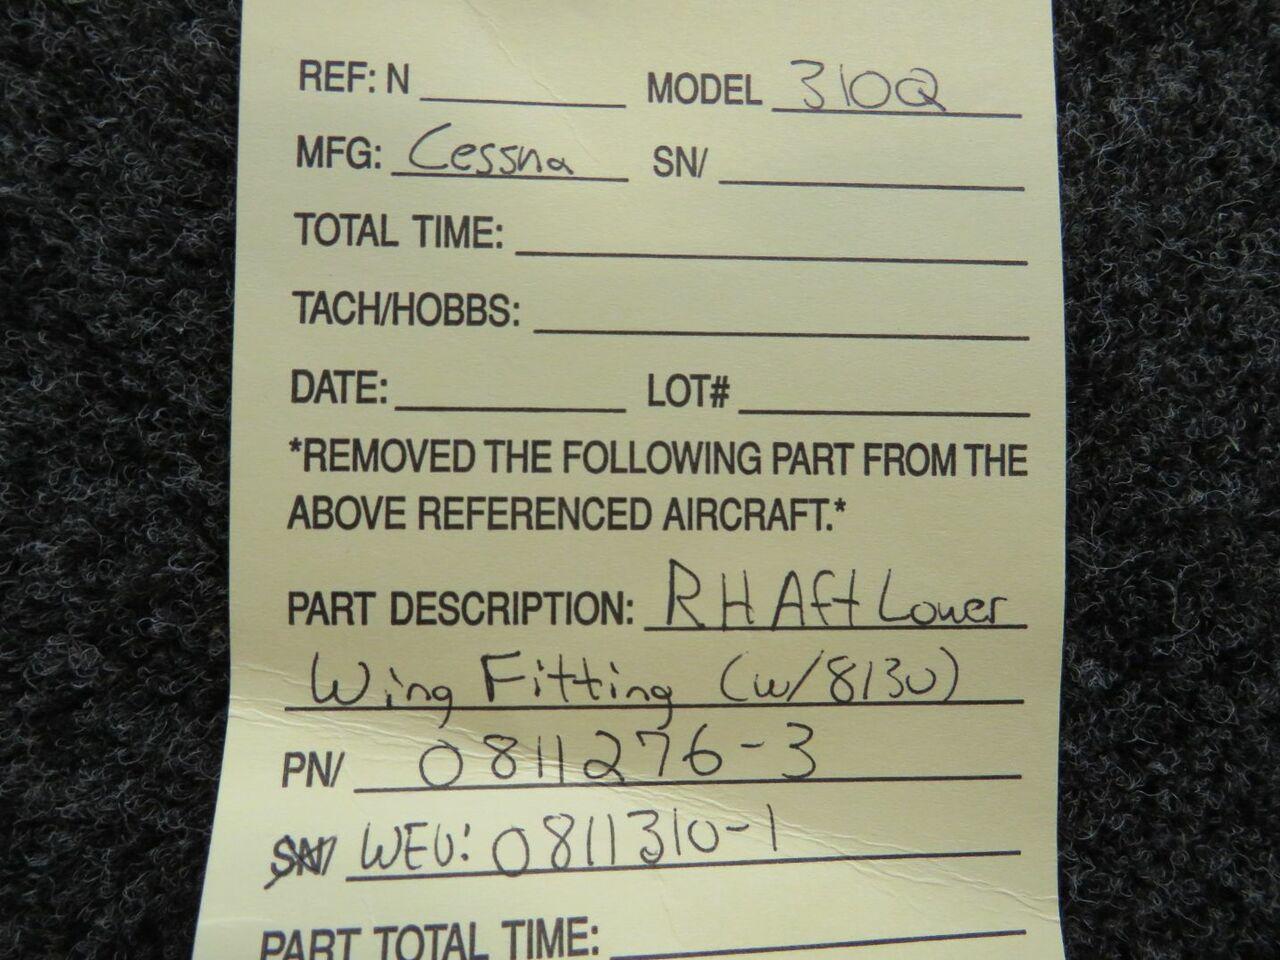 REF: N ____ MODEL 310Q
MFG: Cessna SN/
TOTAL TIME:
TACH/HOBBS:
DATE: ____ LOT#
*REMOVED THE FOLLOWING PART FROM THE
ABOVE REFERENCED AIRCRAFT.*
PART DESCRIPTION: RH Aft Lower
Wing Fitting (w/8130)
PN/ 0811276-3
SN/ WEU: 0811310-1
PART TOTAL TIME: